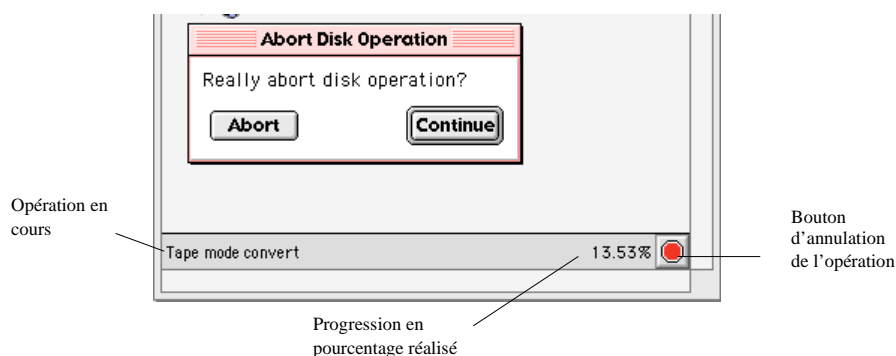 Abort Disk Operation
Really abort disk operation?
Abort
Continue
Opération en
cours
Tape mode convert
13.53%
Bouton
d’annulation
de l’opération
Progression en
pourcentage réalisé